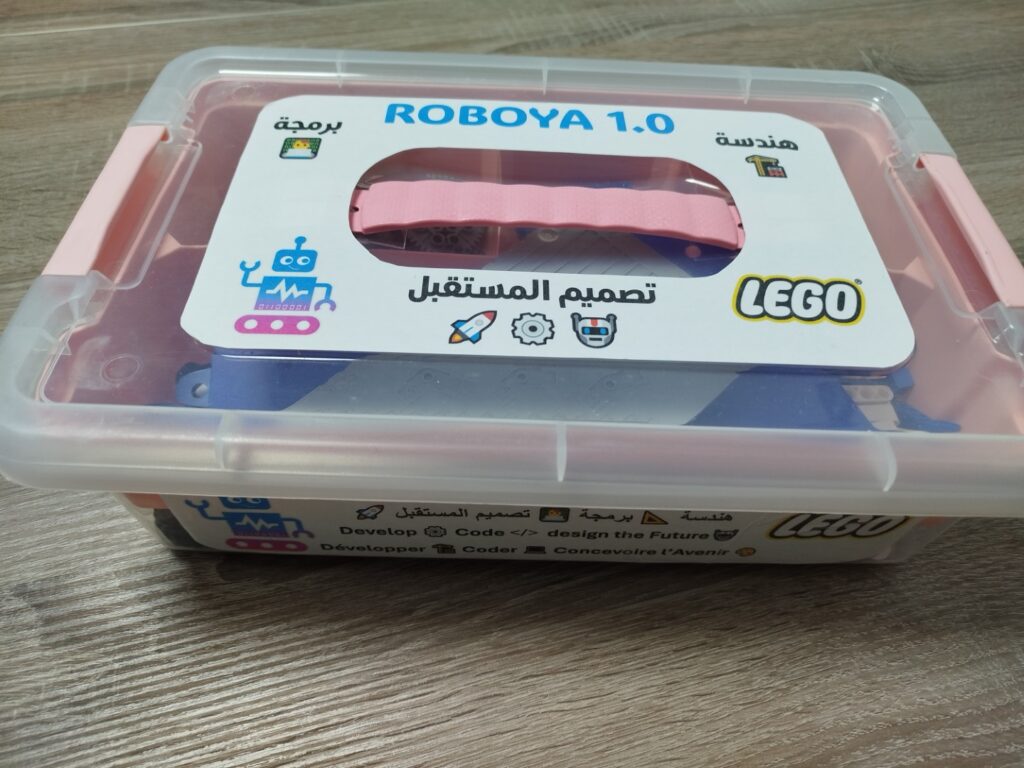 ROBOYA 1.0
برمجة
هندسة
تصميم المستقبل
LEGO®
هندسة برمجة تصميم المستقبل
LEGO
Develop Code </> design the Future
Développer Coder Concevoire l'Avenir